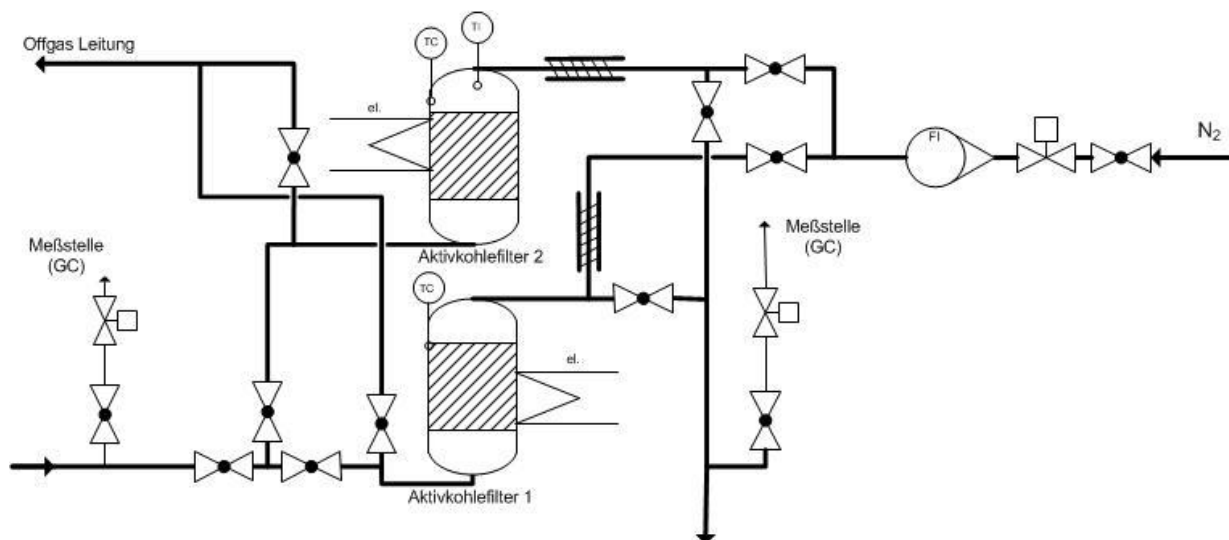 Offgas Leitung
TC
TI
el.
FI
N₂
Meßstelle
(GC)
Aktivkohlefilter 2
Meßstelle
(GC)
TC
el.
Aktivkohlefilter 1